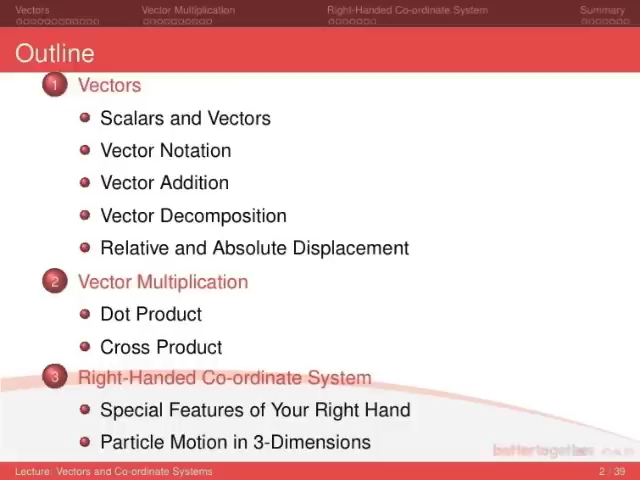 Vectors Vector Multiplication Right-Handed Co-ordinate System Summary
Outline
1 Vectors
Scalars and Vectors
Vector Notation
Vector Addition
Vector Decomposition
Relative and Absolute Displacement
2 Vector Multiplication
Dot Product
Cross Product
3 Right-Handed Co-ordinate System
Special Features of Your Right Hand
Particle Motion in 3-Dimensions
bettertogether
Lecture: Vectors and Co-ordinate Systems 2 / 39